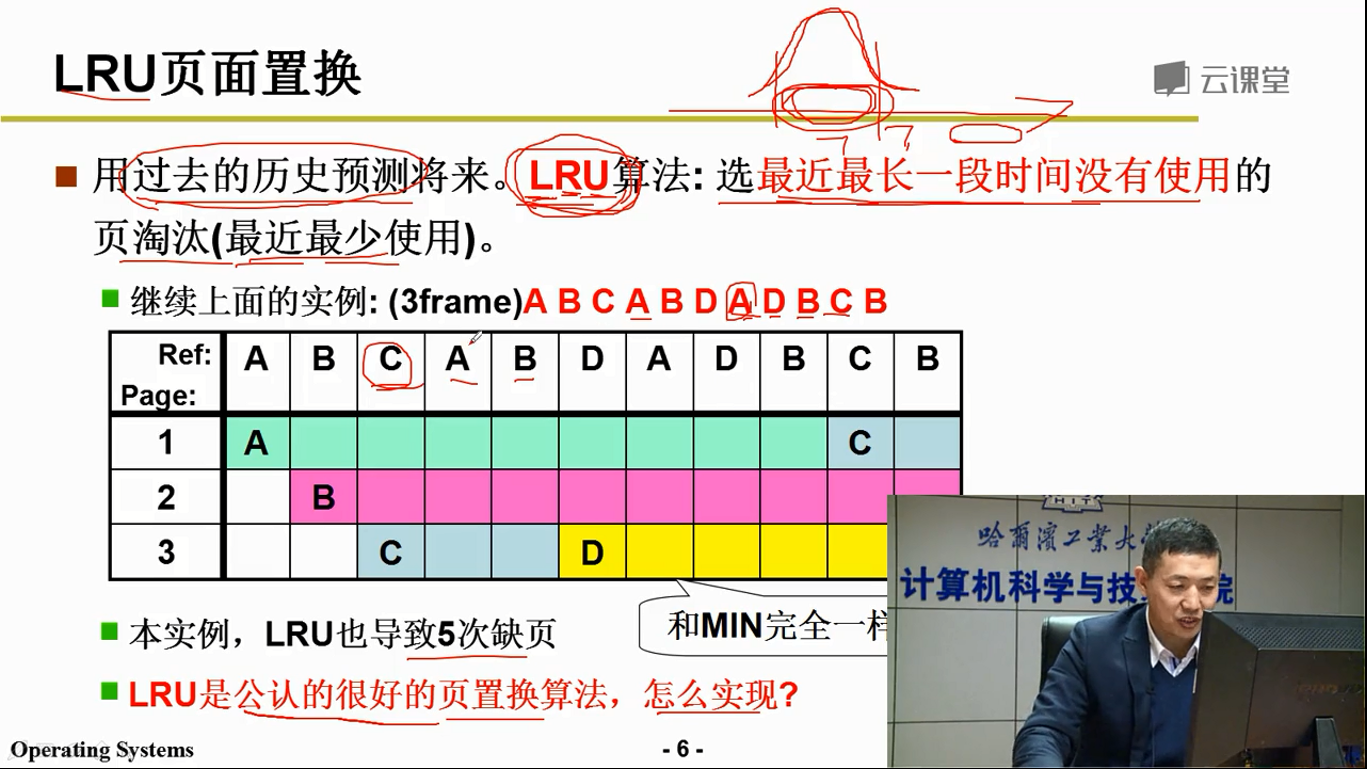 LRU页面置换
云课堂
用过去的历史预测将来。LRU算法: 选最近最长一段时间没有使用的
页淘汰(最近最少使用)。
继续上面的实例: (3frame)A B C A B D A D B C B
Ref: A B C A B D A D B C B
Page:
1 A C
2 B
3 C D
和MIN完全一样
本实例，LRU也导致5次缺页
LRU是公认的很好的页置换算法，怎么实现?
哈爾濱工業大
计算机科学与技 院
Operating Systems
- 6 -